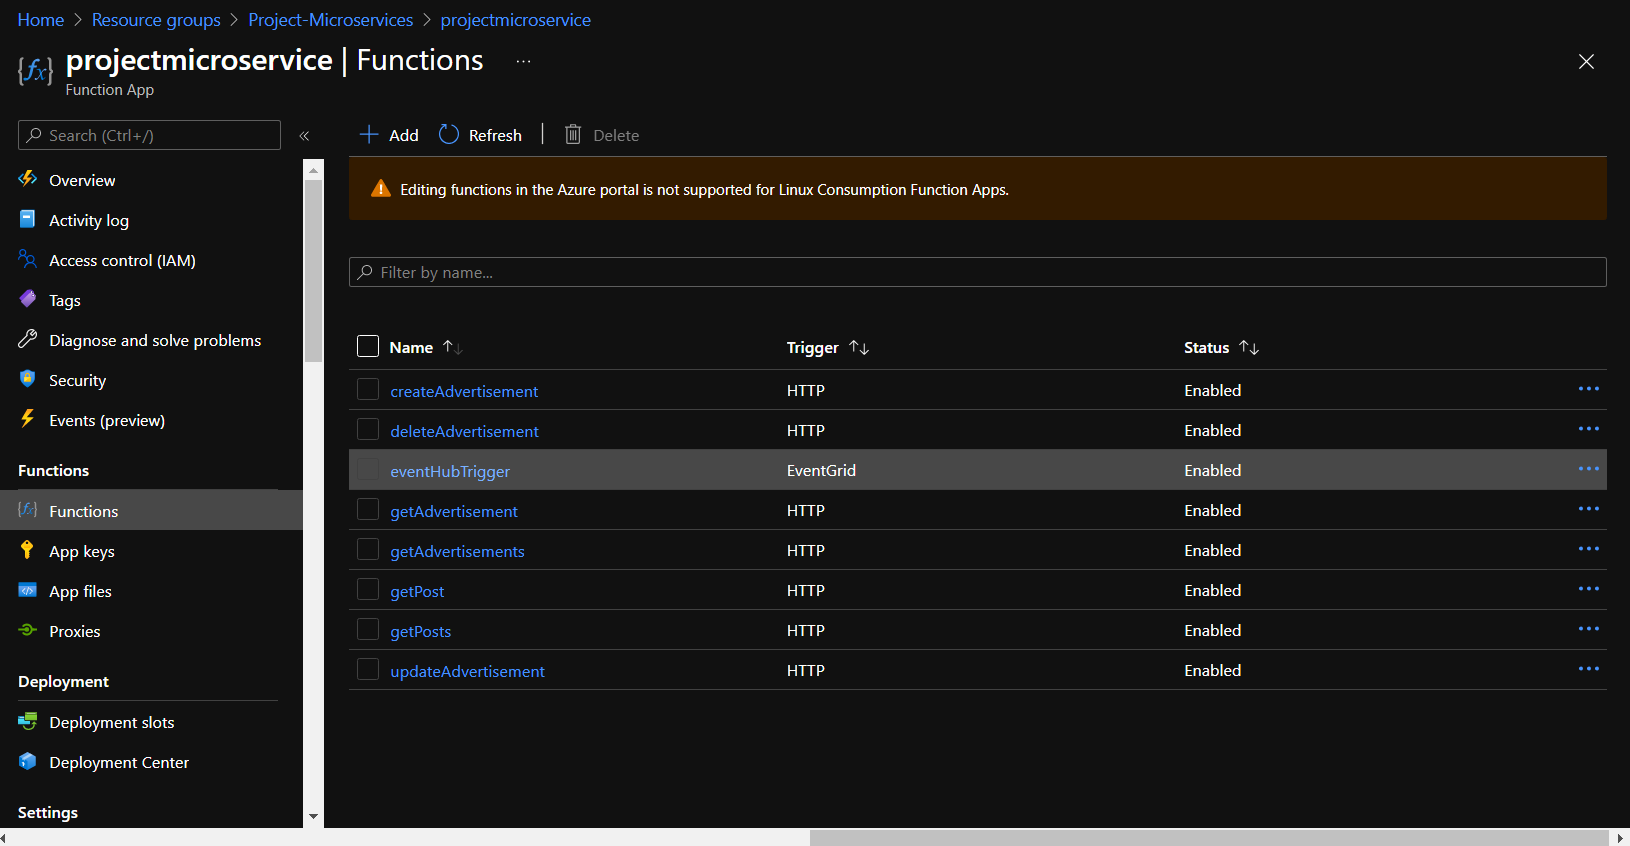 Home > Resource groups > Project-Microservices > projectmicroservice
projectmicroservice | Functions ...
Function App
Search (Ctrl+/)
«
Overview
Activity log
Access control (IAM)
Tags
Diagnose and solve problems
Security
Events (preview)
Functions
Functions
App keys
App files
Proxies
Deployment
Deployment slots
Deployment Center
Settings
Add Refresh | Delete
Editing functions in the Azure portal is not supported for Linux Consumption Function Apps.
Filter by name...
Name Trigger Status
createAdvertisement HTTP Enabled
deleteAdvertisement HTTP Enabled
eventHubTrigger EventGrid Enabled
getAdvertisement HTTP Enabled
getAdvertisements HTTP Enabled
getPost HTTP Enabled
getPosts HTTP Enabled
updateAdvertisement HTTP Enabled